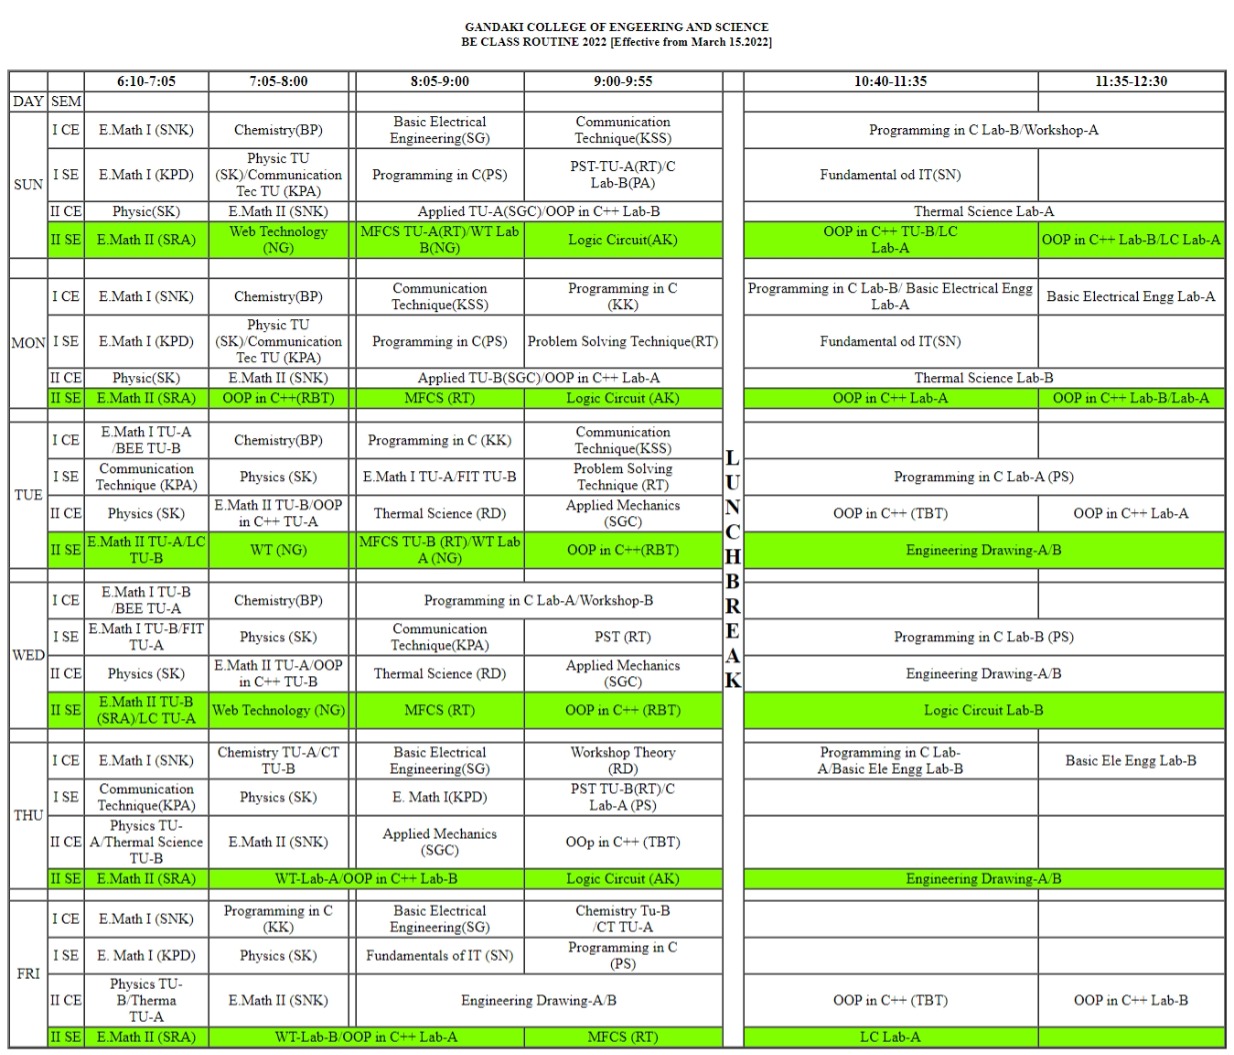 GANDAKI COLLEGE OF ENGEERING AND SCIENCE
BE CLASS ROUTINE 2022 [Effective from March 15.2022]
6:10-7:05 7:05-8:00 8:05-9:00 9:00-9:55 10:40-11:35 11:35-12:30
DAY SEM
LUNCHBREAK
SUN
I CE E.Math I (SNK) Chemistry(BP) Basic Electrical Engineering(SG) Communication Technique(KSS) Programming in C Lab-B/Workshop-A
I SE E.Math I (KPD) Physic TU (SK)/Communication Tec TU (KPA) Programming in C(PS) PST-TU-A(RT)/C Lab-B(PA) Fundamental od IT(SN)
II CE Physic(SK) E.Math II (SNK) Applied TU-A(SGC)/OOP in C++ Lab-B Thermal Science Lab-A
II SE E.Math II (SRA) Web Technology (NG) MFCS TU-A(RT)/WT Lab B(NG) Logic Circuit(AK) OOP in C++ TU-B/LC Lab-A OOP in C++ Lab-B/LC Lab-A
MON
I CE E.Math I (SNK) Chemistry(BP) Communication Technique(KSS) Programming in C (KK) Programming in C Lab-B/ Basic Electrical Engg Lab-A Basic Electrical Engg Lab-A
I SE E.Math I (KPD) Physic TU (SK)/Communication Tec TU (KPA) Programming in C(PS) Problem Solving Technique(RT) Fundamental od IT(SN)
II CE Physic(SK) E.Math II (SNK) Applied TU-B(SGC)/OOP in C++ Lab-A Thermal Science Lab-B
II SE E.Math II (SRA) OOP in C++(RBT) MFCS (RT) Logic Circuit (AK) OOP in C++ Lab-A OOP in C++ Lab-B/Lab-A
TUE
I CE E.Math I TU-A /BEE TU-B Chemistry(BP) Programming in C (KK) Communication Technique(KSS)
I SE Communication Technique (KPA) Physics (SK) E.Math I TU-A/FIT TU-B Problem Solving Technique (RT) Programming in C Lab-A (PS)
II CE Physics (SK) E.Math II TU-B/OOP in C++ TU-A Thermal Science (RD) Applied Mechanics (SGC) OOP in C++ (TBT) OOP in C++ Lab-A
II SE E.Math II TU-A/LC TU-B WT (NG) MFCS TU-B (RT)/WT Lab A (NG) OOP in C++(RBT) Engineering Drawing-A/B
WED
I CE E.Math I TU-B /BEE TU-A Chemistry(BP) Programming in C Lab-A/Workshop-B
I SE E.Math I TU-B/FIT TU-A Physics (SK) Communication Technique(KPA) PST (RT) Programming in C Lab-B (PS)
II CE Physics (SK) E.Math II TU-A/OOP in C++ TU-B Thermal Science (RD) Applied Mechanics (SGC) Engineering Drawing-A/B
II SE E.Math II TU-B (SRA)/LC TU-A Web Technology (NG) MFCS (RT) OOP in C++ (RBT) Logic Circuit Lab-B
THU
I CE E.Math I (SNK) Chemistry TU-A/CT TU-B Basic Electrical Engineering(SG) Workshop Theory (RD) Programming in C Lab-A/Basic Ele Engg Lab-B Basic Ele Engg Lab-B
I SE Communication Technique(KPA) Physics (SK) E. Math I(KPD) PST TU-B(RT)/C Lab-A (PS)
II CE Physics TU-A/Thermal Science TU-B E.Math II (SNK) Applied Mechanics (SGC) OOp in C++ (TBT)
II SE E.Math II (SRA) WT-Lab-A/OOP in C++ Lab-B Logic Circuit (AK) Engineering Drawing-A/B
FRI
I CE E.Math I (SNK) Programming in C (KK) Basic Electrical Engineering(SG) Chemistry Tu-B /CT TU-A
I SE E. Math I (KPD) Physics (SK) Fundamentals of IT (SN) Programming in C (PS)
II CE Physics TU-B/Therma TU-A E.Math II (SNK) Engineering Drawing-A/B OOP in C++ (TBT) OOP in C++ Lab-B
II SE E.Math II (SRA) WT-Lab-B/OOP in C++ Lab-A MFCS (RT) LC Lab-A